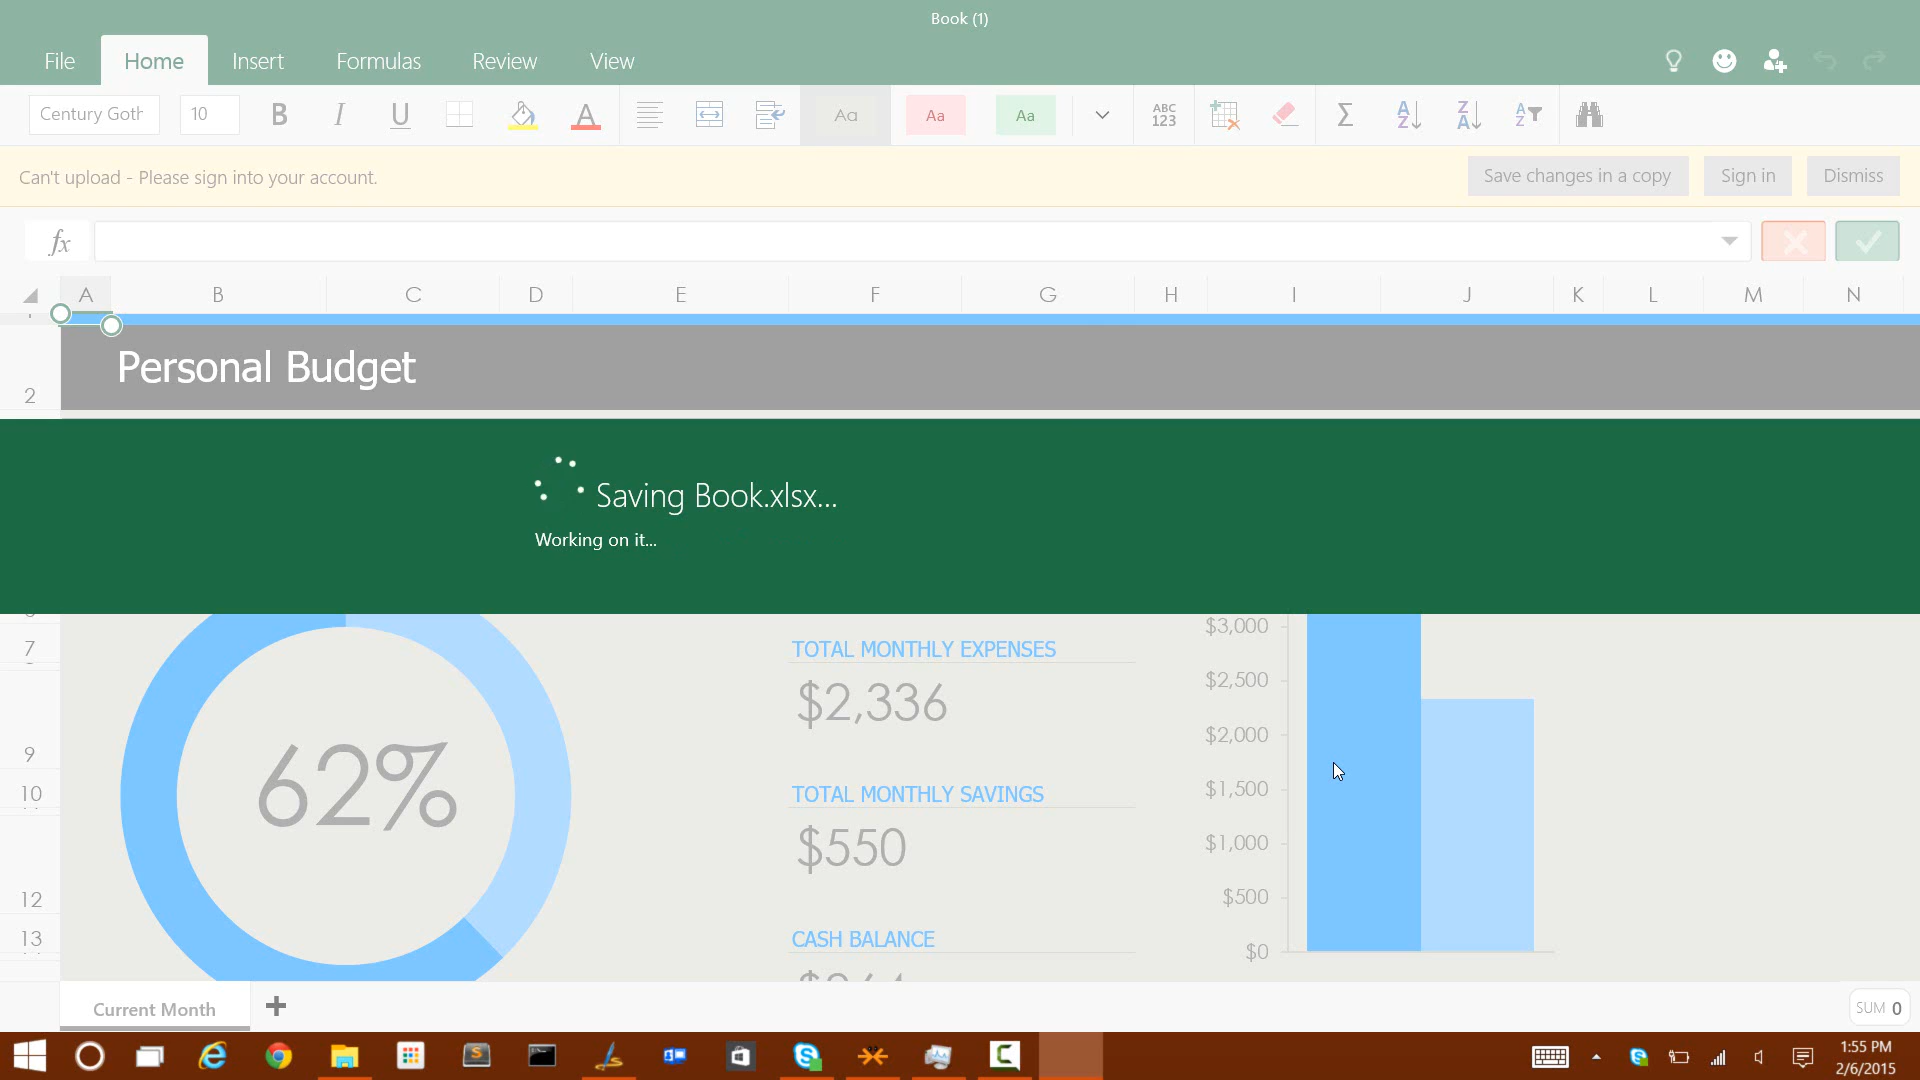 Book (1)
File Home Insert Formulas Review View
Century Goth 10 B I U A Aa Aa Aa ABC 123 Σ A Z Z A A Z
Can't upload - Please sign into your account. Save changes in a copy Sign in Dismiss
fx
A B C D E F G H I J K L M N
Personal Budget
2
Saving Book.xlsx...
Working on it...
$3,000
7 TOTAL MONTHLY EXPENSES
$2,336
$2,500
$2,000
9
62%
$1,500
10 TOTAL MONTHLY SAVINGS
$550
$1,000
12
$500
13 CASH BALANCE
$0
Current Month
SUM 0
1:55 PM
2/6/2015